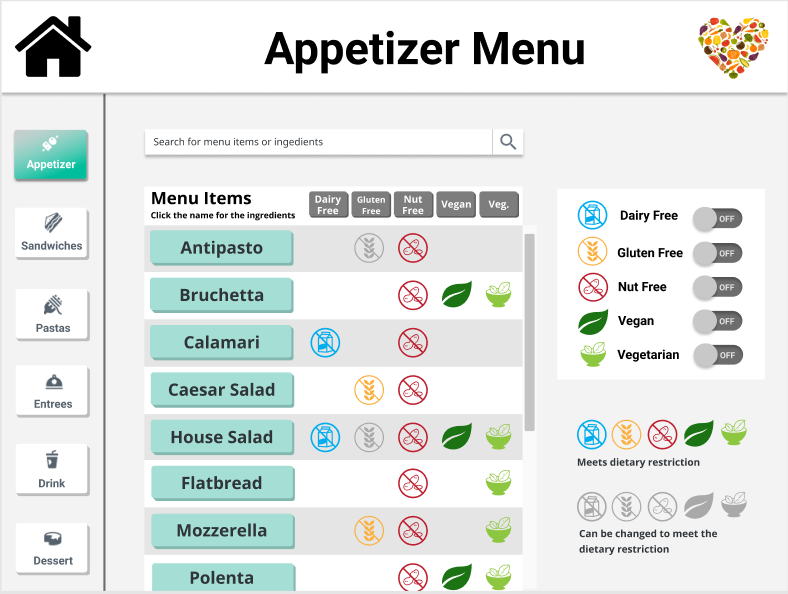 Appetizer Menu
Appetizer
Sandwiches
Pastas
Entrees
Drink
Dessert
Search for menu items or ingedients
Menu Items
Click the name for the ingredients
Dairy
Free
Gluten
Free
Nut
Free
Vegan
Veg.
Antipasto
Bruchetta
Calamari
Caesar Salad
House Salad
Flatbread
Mozzerella
Polenta
Dairy Free
OFF
Gluten Free
OFF
Nut Free
OFF
Vegan
OFF
Vegetarian
OFF
Meets dietary restriction
Can be changed to meet the
dietary restriction